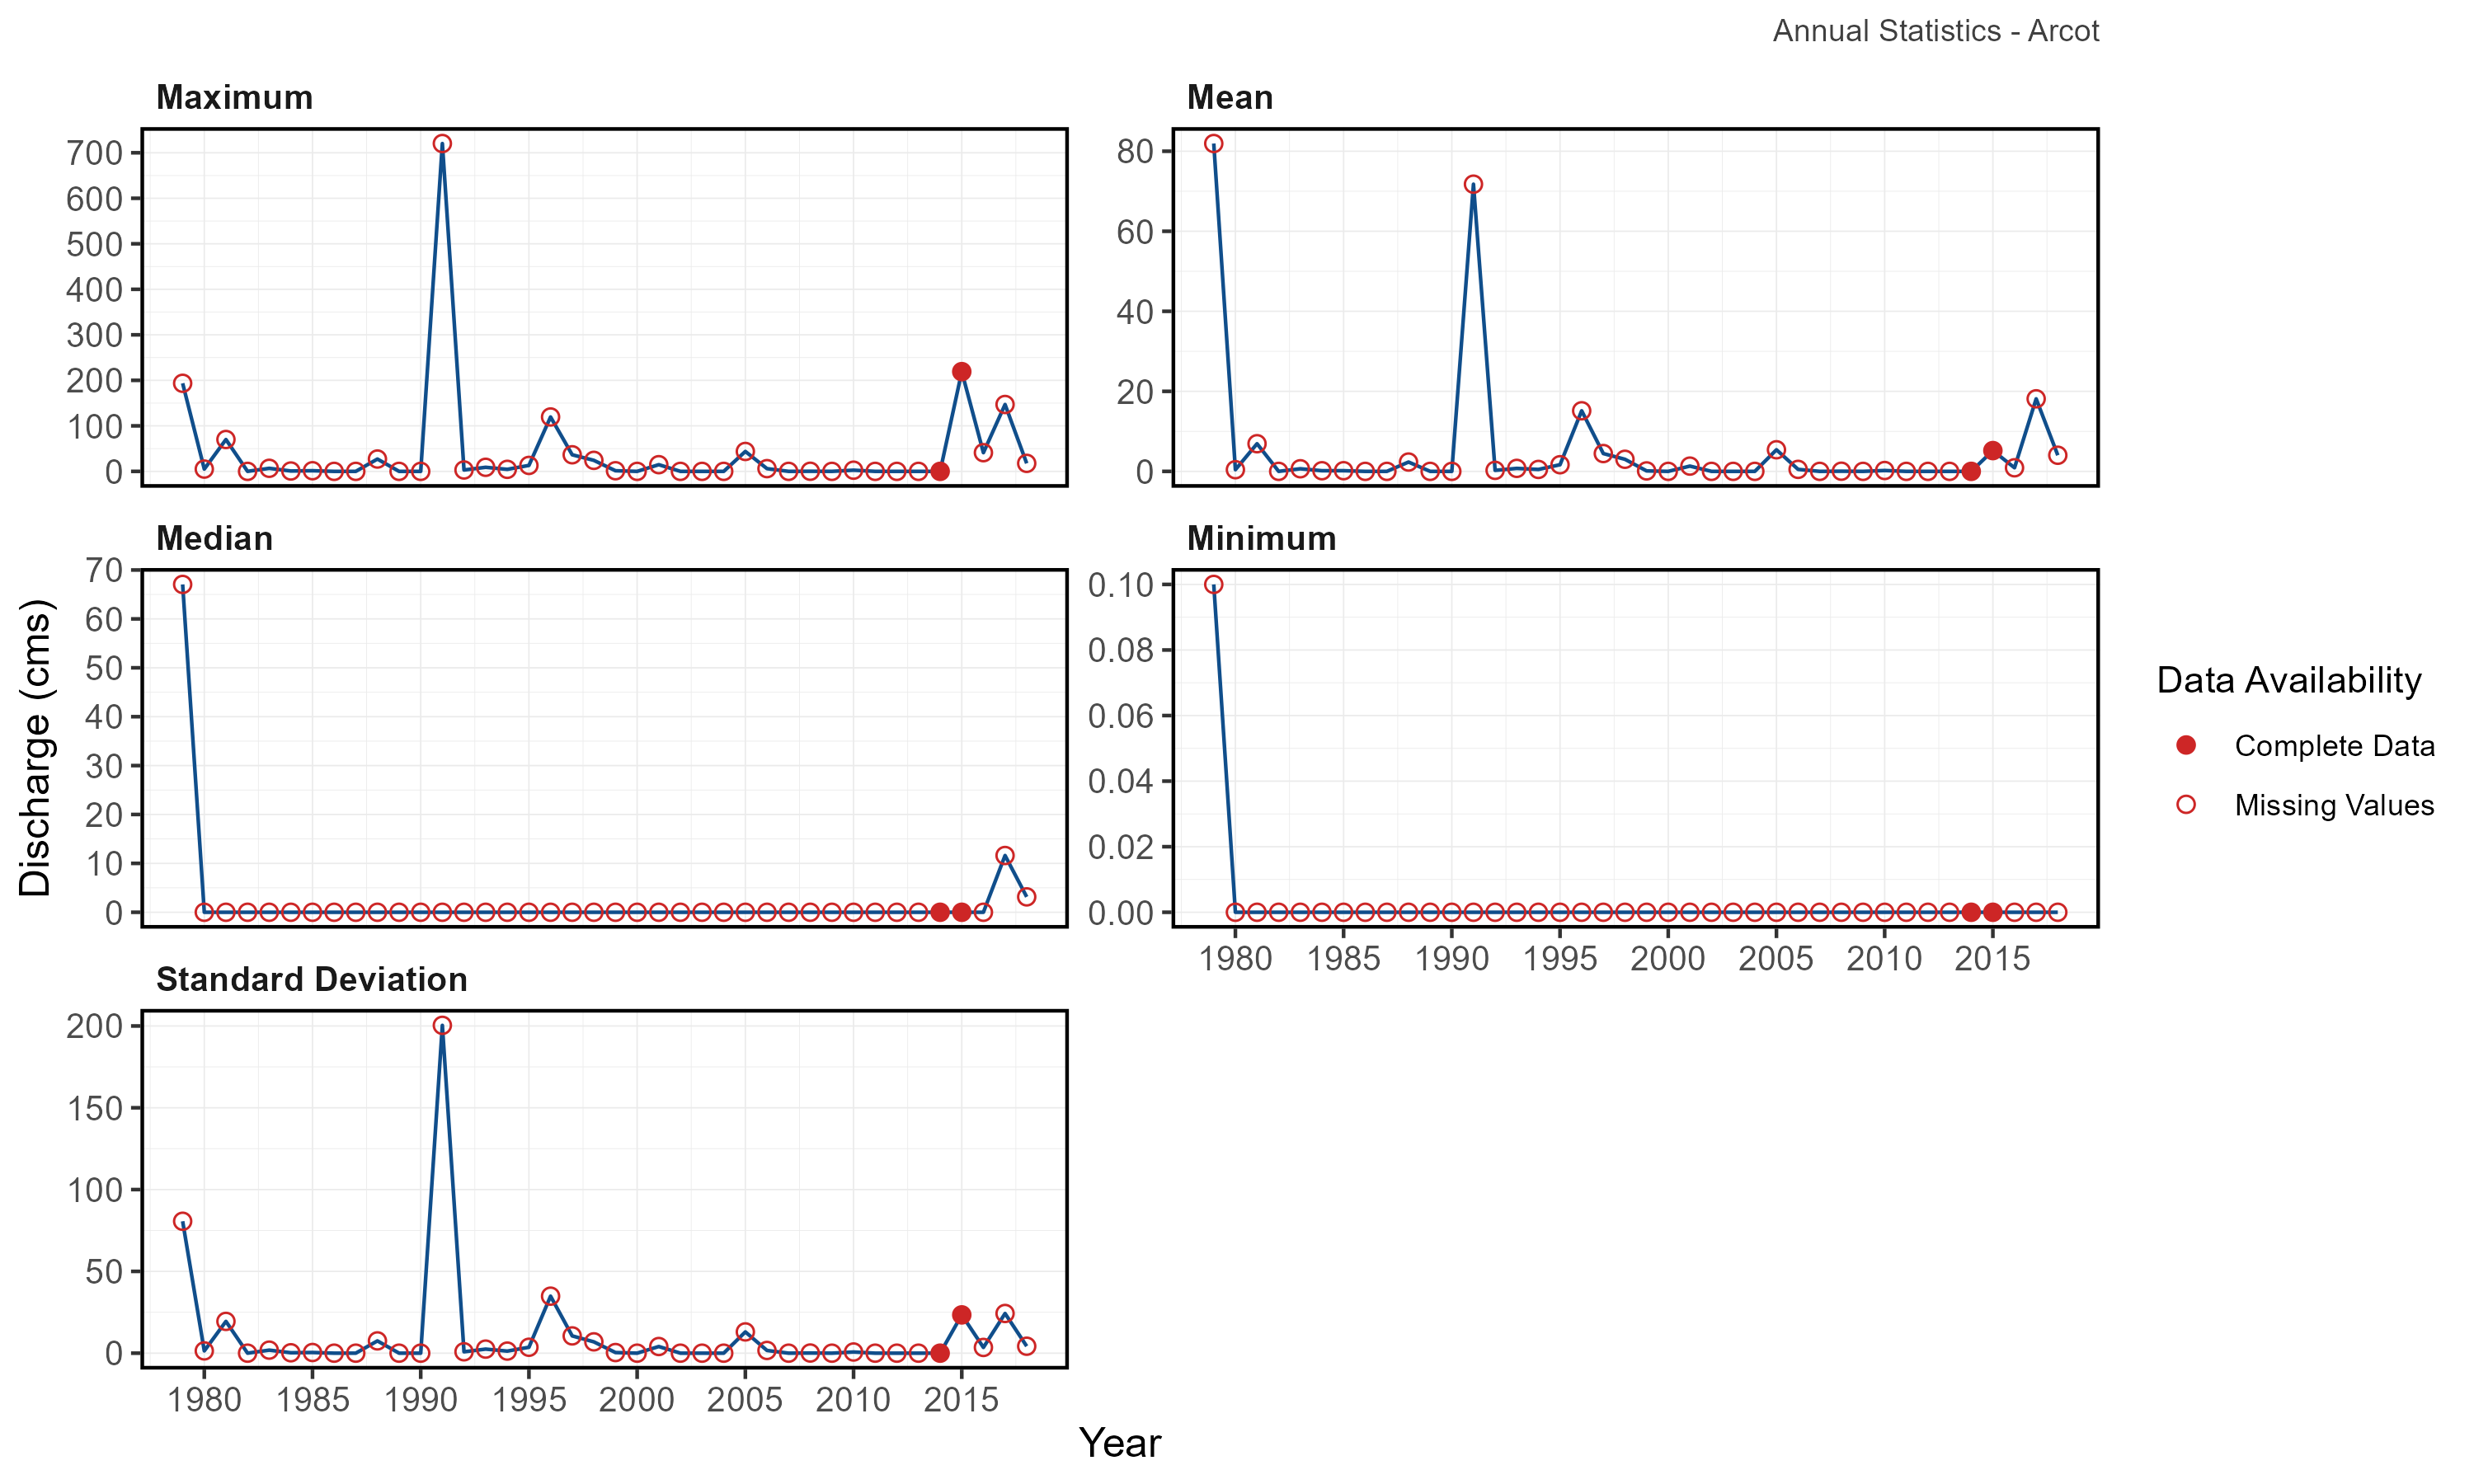 Annual Statistics - Arcot
Maximum
700
600
500
400
300
200
100
0
Mean
80
60
40
20
0
Discharge (cms)
Median
70
60
50
40
30
20
10
0
Minimum
0.10
0.08
0.06
0.04
0.02
0.00
1980 1985 1990 1995 2000 2005 2010 2015
Standard Deviation
200
150
100
50
0
1980 1985 1990 1995 2000 2005 2010 2015
Year
Data Availability
Complete Data
Missing Values